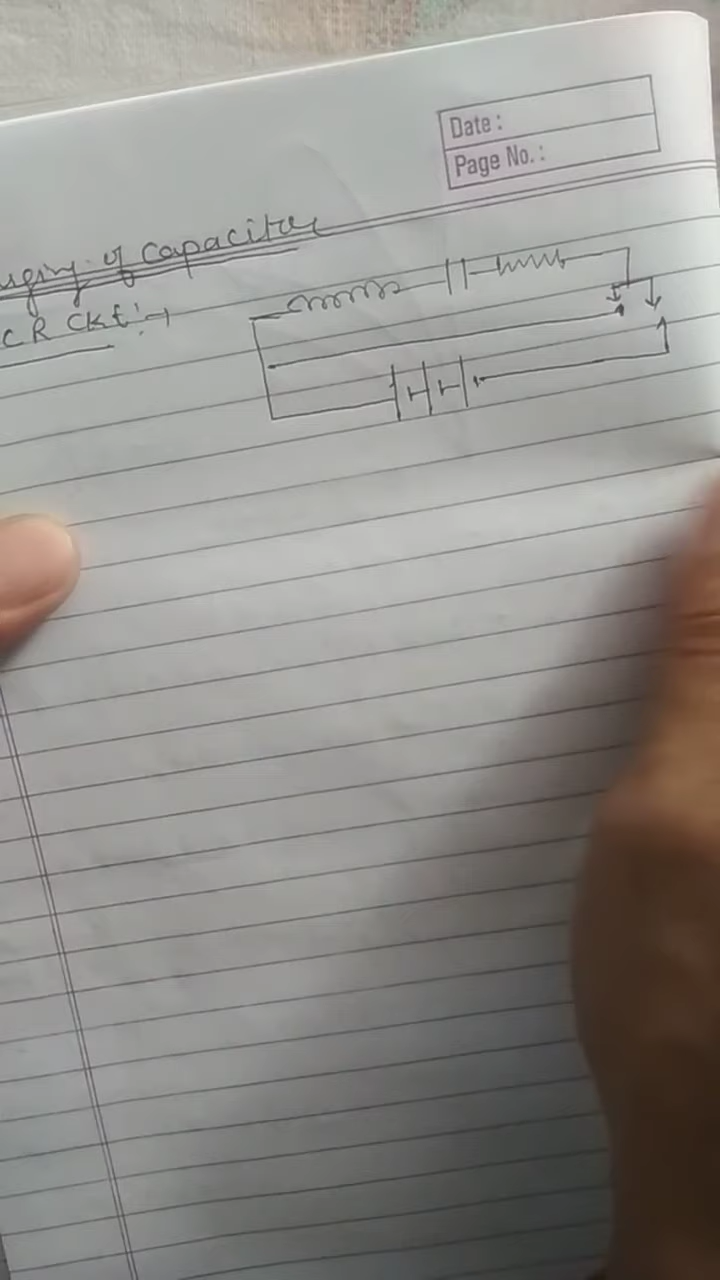 Date :
Page No. :
of Capacitor
CR Ckt :→